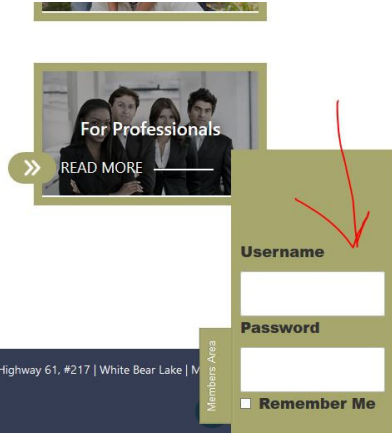 For Professionals
READ MORE
Username
Password
Remember Me
Members Area
Highway 61, #217 | White Bear Lake | M